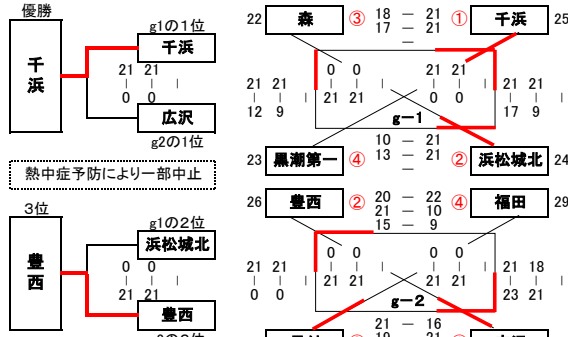 優勝
千浜
g1の1位
千浜
21 21
| |
0 0
広沢
g2の1位
熱中症予防により一部中止
3位
豊西
g1の2位
浜松城北
0 0
| |
21 21
豊西
22 森 ③ 18 — 21 ① 千浜 25
17 — 21
—
0 0
| | |
21 21
21 21
| | |
0 0
21 21
| |
12 9
21 21
| | |
17 9
g-1
23 黒潮第一 ④ 10 — 21 ② 浜松城北 24
13 — 21
—
26 豊西 ② 20 — 22 ④ 福田 29
21 — 10
15 — 9
0 0
| | |
21 21
0 0
| | |
21 21
21 21
| |
0 0
21 18
| | |
23 21
g-2
21 — 16